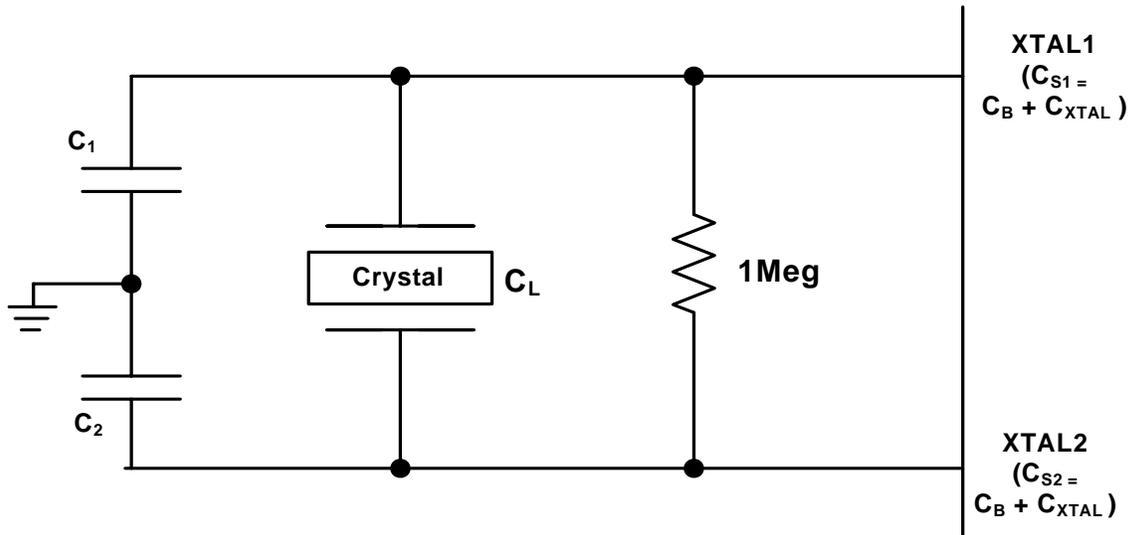 XTAL1
(CS1 =
CB + CXTAL )
C1
Crystal
CL
1Meg
C2
XTAL2
(CS2 =
CB + CXTAL )